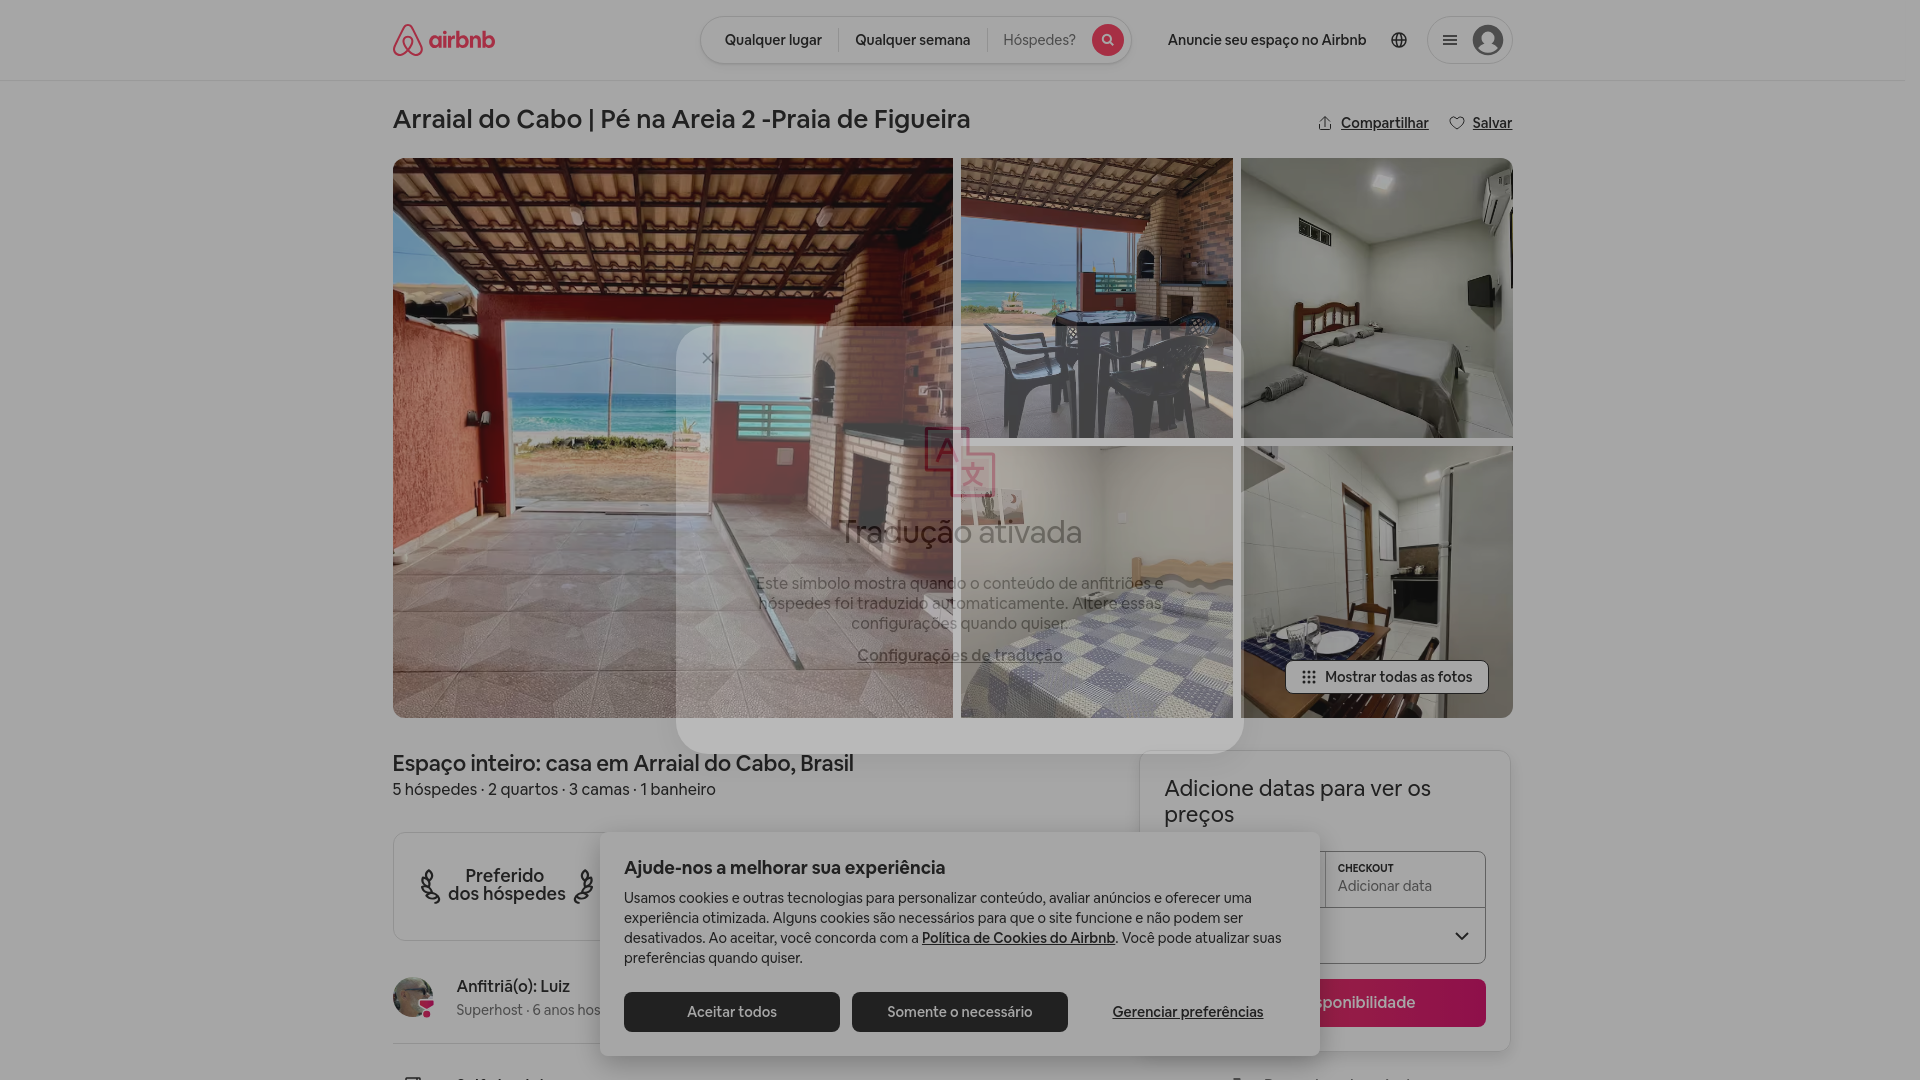 airbnb
Qualquer lugar
Qualquer semana
Hóspedes?
Anuncie seu espaço no Airbnb
Arraial do Cabo | Pé na Areia 2 -Praia de Figueira
Compartilhar
Salvar
A 文
Tradução ativada
Este símbolo mostra quando o conteúdo de anfitriões e
hóspedes foi traduzido automaticamente. Altere essas
configurações quando quiser.
Configurações de tradução
Mostrar todas as fotos
Espaço inteiro: casa em Arraial do Cabo, Brasil
5 hóspedes · 2 quartos · 3 camas · 1 banheiro
Preferido
dos hóspedes
Anfitriã(o): Luiz
Superhost · 6 anos hos
Adicione datas para ver os
preços
CHECKOUT
Adicionar data
sponibilidade
Ajude-nos a melhorar sua experiência
Usamos cookies e outras tecnologias para personalizar conteúdo, avaliar anúncios e oferecer uma
experiência otimizada. Alguns cookies são necessários para que o site funcione e não podem ser
desativados. Ao aceitar, você concorda com a Política de Cookies do Airbnb. Você pode atualizar suas
preferências quando quiser.
Aceitar todos
Somente o necessário
Gerenciar preferências